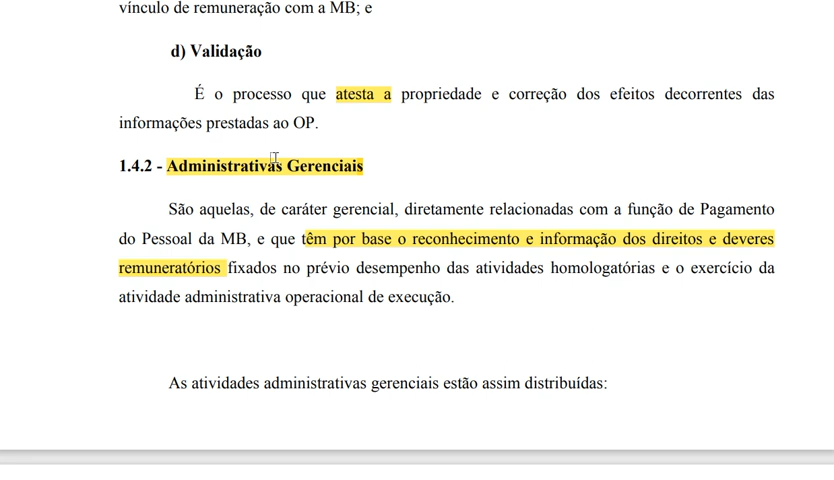 vínculo de remuneração com a MB; e
d) Validação
É o processo que atesta a propriedade e correção dos efeitos decorrentes das
informações prestadas ao OP.
1.4.2 - Administrativas Gerenciais
São aquelas, de caráter gerencial, diretamente relacionadas com a função de Pagamento
do Pessoal da MB, e que têm por base o reconhecimento e informação dos direitos e deveres
remuneratórios fixados no prévio desempenho das atividades homologatórias e o exercício da
atividade administrativa operacional de execução.
As atividades administrativas gerenciais estão assim distribuídas: